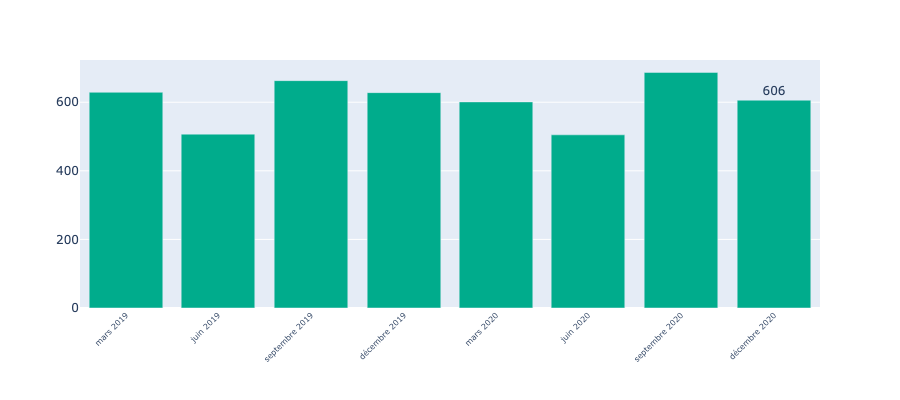 606
600
400
200
0
mars 2019
juin 2019
septembre 2019
décembre 2019
mars 2020
juin 2020
septembre 2020
décembre 2020